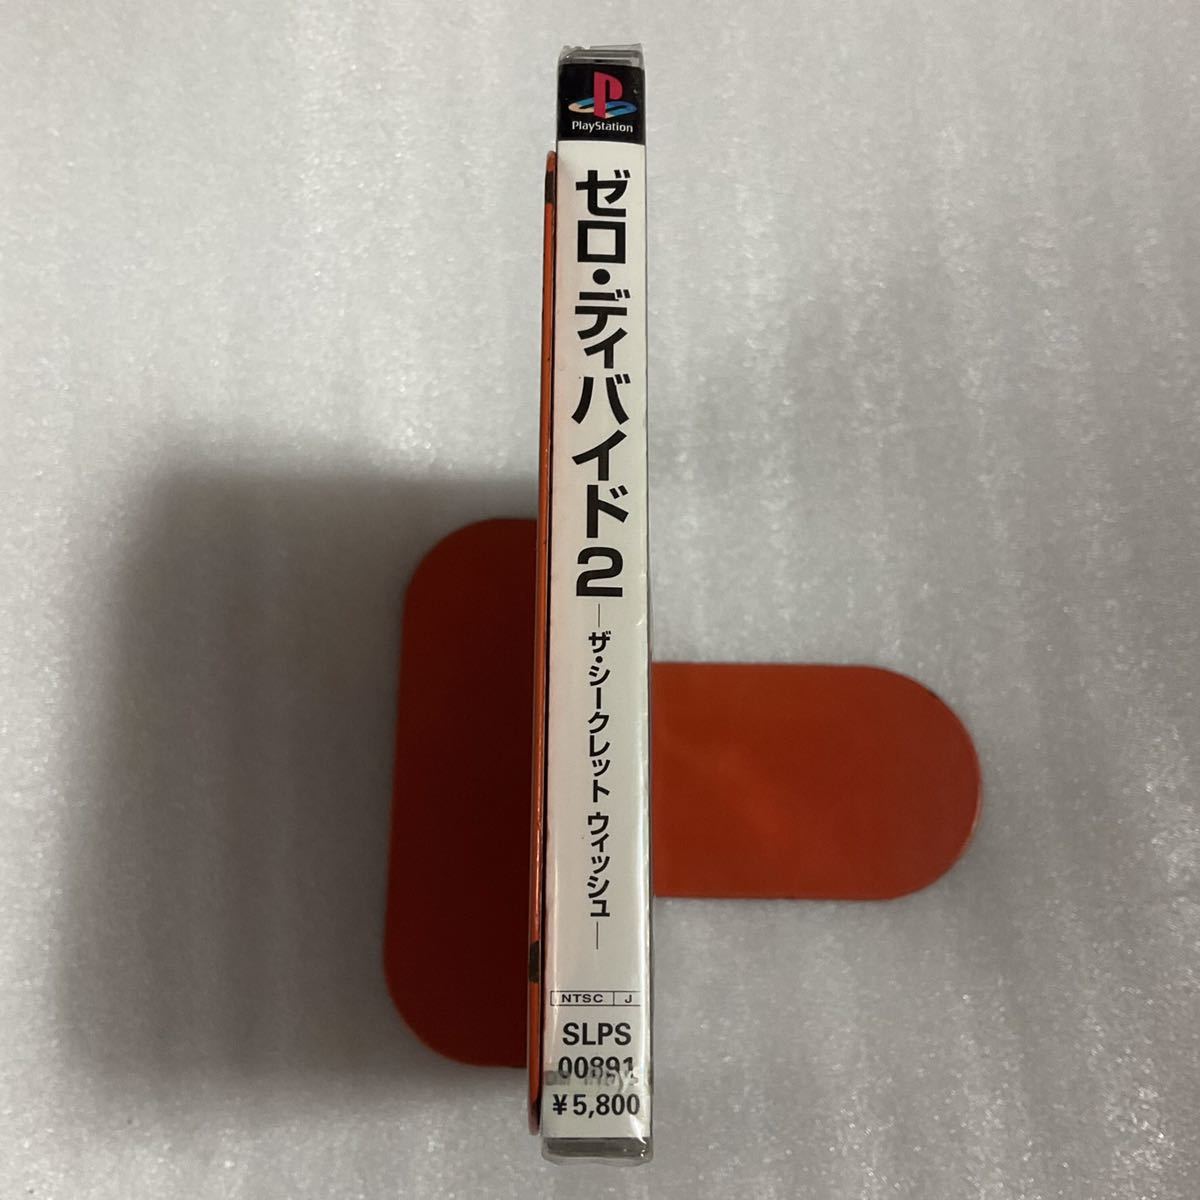 PlayStation
ゼロ・ディバイド2
―ザ・シークレット ウィッシュ―
NTSC J
SLPS
00891
¥5,800